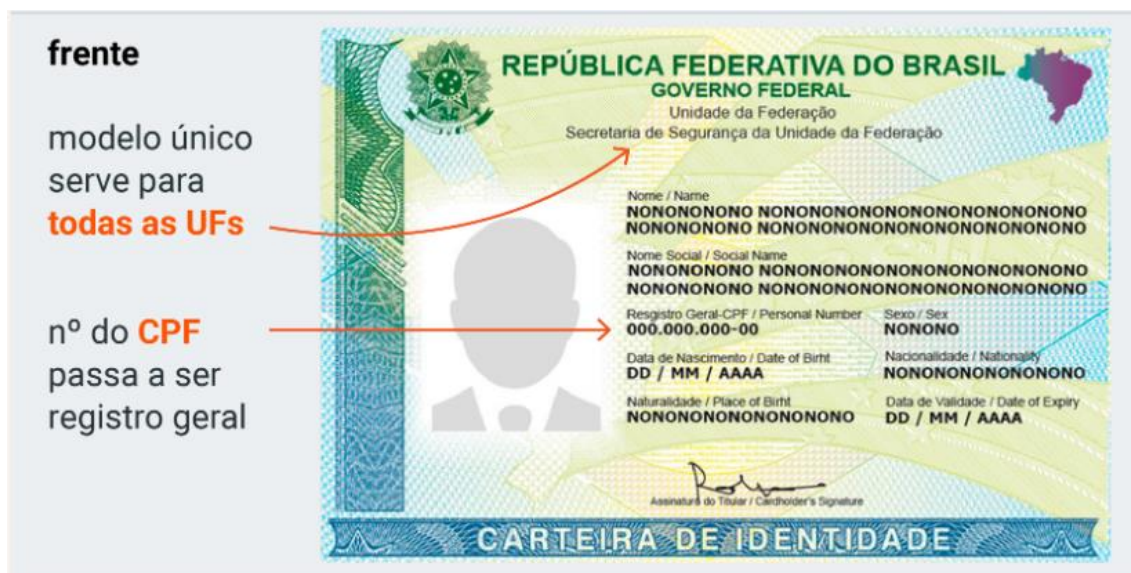 frente
modelo único
serve para
todas as UFs
nº do CPF
passa a ser
registro geral
REPÚBLICA FEDERATIVA DO BRASIL
GOVERNO FEDERAL
Unidade da Federação
Secretaria de Segurança da Unidade da Federação
Nome / Name
NONONONONO NONONONONONONONONONONONONO
NONONONONO NONONONONONONONONONONONONO
Nome Social / Social Name
NONONONONO NONONONONONONONONONONONONO
NONONONONO NONONONONONONONONONONONONO
Resgistro Geral-CPF / Personal Number Sexo / Sex
000.000.000-00 NONONO
Data de Nascimento / Date of Birht Nacionalidade / Nationality
DD / MM / AAAA NONONONONONONONO
Naturalidade / Place of Birht Data de Validade / Date of Expiry
NONONONONONONONONO DD / MM / AAAA
Assinatura do Titular / Cardholder's Signature
CARTEIRA DE IDENTIDADE